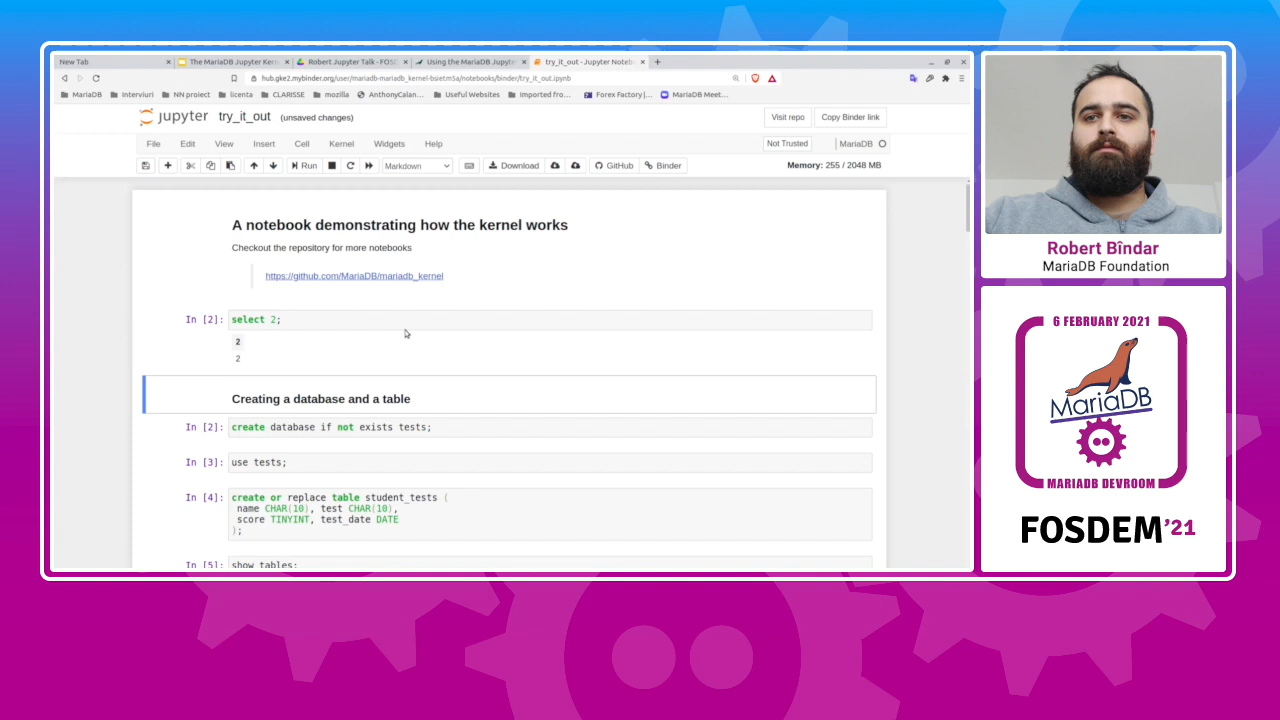 New Tab
The MariaDB Jupyter Kern
Robert Jupyter Talk - FOS
Using the MariaDB Jupyte
try_it_out - Jupyter Noteb
hub.gke2.mybinder.org/user/mariadb-mariadb_kernel-bsietm5a/notebooks/binder/try_it_out.ipynb
MariaDB
Interviuri
NN proiect
licenta
CLARISSE
mozilla
AnthonyCalan...
Useful Websites
Imported fro...
Forex Factory|...
MariaDB Meet...
jupyter try_it_out (unsaved changes)
Visit repo
Copy Binder link
File Edit View Insert Cell Kernel Widgets Help
Not Trusted
MariaDB
Run
Markdown
Download
GitHub
Binder
Memory: 255 / 2048 MB
A notebook demonstrating how the kernel works
Checkout the repository for more notebooks
https://github.com/MariaDB/mariadb_kernel
In [2]: select 2;
2
2
Creating a database and a table
In [2]: create database if not exists tests;
In [3]: use tests;
In [4]: create or replace table student_tests (
name CHAR(10), test CHAR(10),
score TINYINT, test_date DATE
);
In [5]: show tables;
Robert Bîndar
MariaDB Foundation
6 FEBRUARY 2021
MariaDB
MARIADB DEVROOM
FOSDEM'21